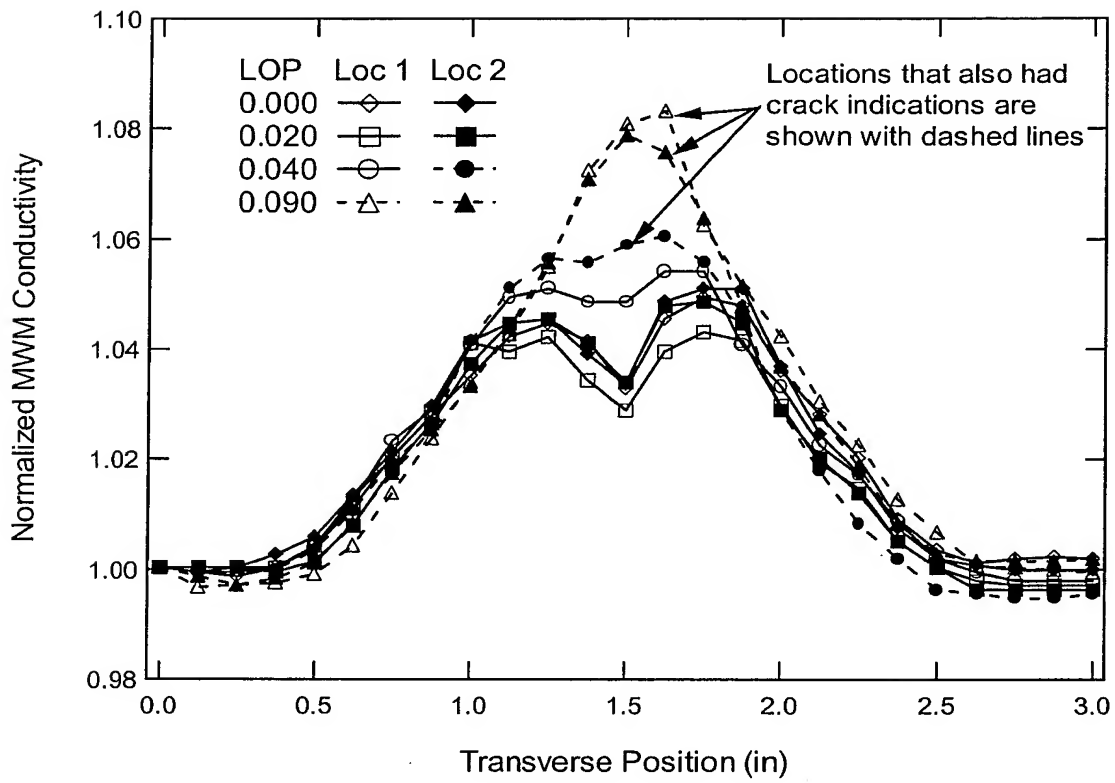 1.10
1.08
1.06
1.04
1.02
1.00
0.98
Normalized MWM Conductivity
LOP Loc 1 Loc 2
0.000
0.020
0.040
0.090
Locations that also had
crack indications are
shown with dashed lines
0.0 0.5 1.0 1.5 2.0 2.5 3.0
Transverse Position (in)